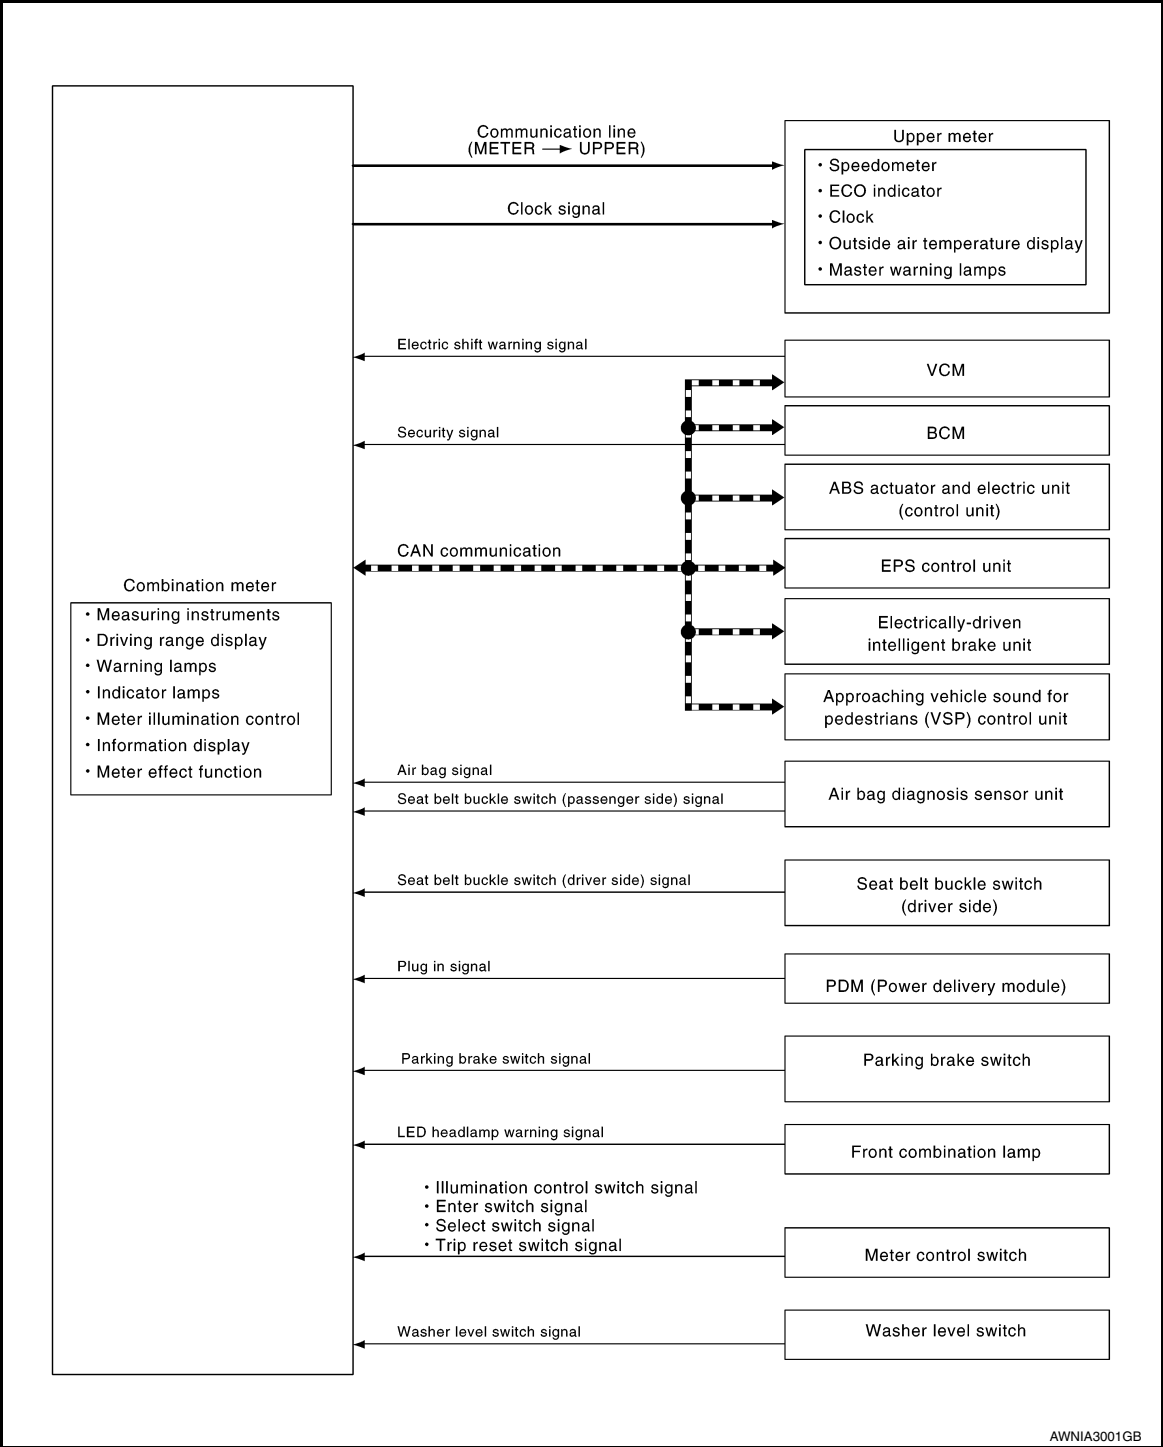 Communication line
(METER → UPPER)
Upper meter
・Speedometer
・ECO indicator
・Clock
・Outside air temperature display
・Master warning lamps
Clock signal
Electric shift warning signal
VCM
BCM
Security signal
ABS actuator and electric unit
(control unit)
CAN communication
EPS control unit
Combination meter
・Measuring instruments
・Driving range display
・Warning lamps
・Indicator lamps
・Meter illumination control
・Information display
・Meter effect function
Electrically-driven
intelligent brake unit
Approaching vehicle sound for
pedestrians (VSP) control unit
Air bag signal
Seat belt buckle switch (passenger side) signal
Air bag diagnosis sensor unit
Seat belt buckle switch (driver side) signal
Seat belt buckle switch
(driver side)
Plug in signal
PDM (Power delivery module)
Parking brake switch signal
Parking brake switch
LED headlamp warning signal
Front combination lamp
・Illumination control switch signal
・Enter switch signal
・Select switch signal
・Trip reset switch signal
Meter control switch
Washer level switch signal
Washer level switch
AWNIA3001GB